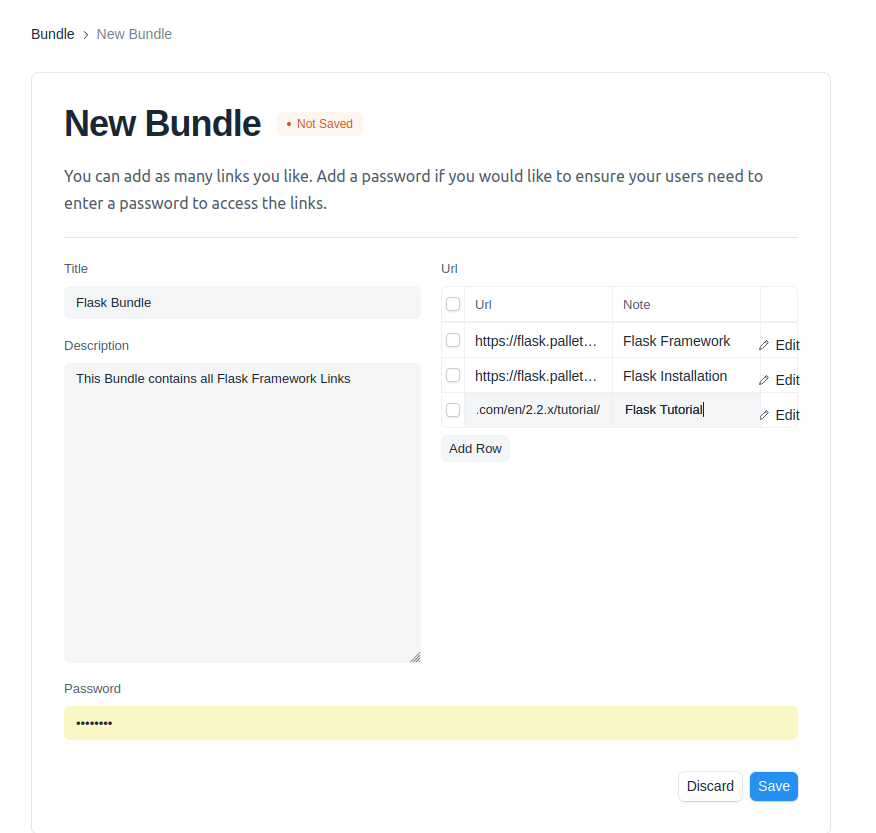 Bundle > New Bundle
New Bundle • Not Saved
You can add as many links you like. Add a password if you would like to ensure your users need to
enter a password to access the links.
Title
Flask Bundle
Description
This Bundle contains all Flask Framework Links
Url
Url Note
https://flask.pallet… Flask Framework Edit
https://flask.pallet… Flask Installation Edit
.com/en/2.2.x/tutorial/ Flask Tutorial Edit
Add Row
Password
••••••••
Discard Save